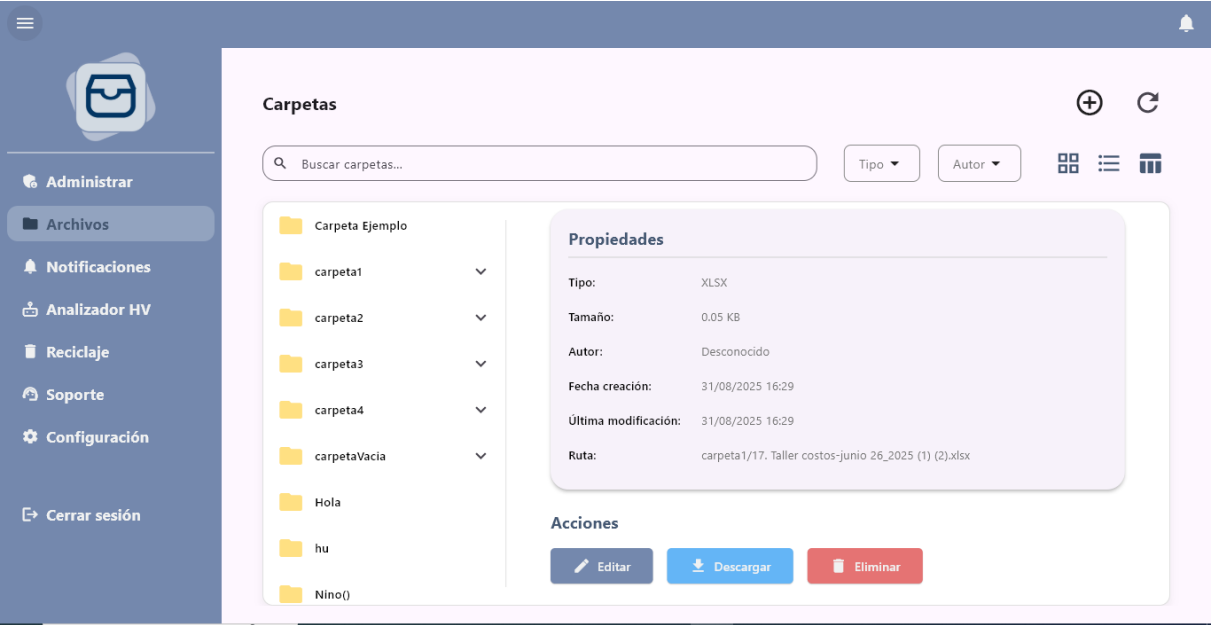 Administrar
Archivos
Notificaciones
Analizador HV
Reciclaje
Soporte
Configuración
Cerrar sesión
Carpetas
Buscar carpetas...
Tipo
Autor
Carpeta Ejemplo
carpeta1
carpeta2
carpeta3
carpeta4
carpetaVacia
Hola
hu
Nino()
Propiedades
Tipo: XLSX
Tamaño: 0.05 KB
Autor: Desconocido
Fecha creación: 31/08/2025 16:29
Última modificación: 31/08/2025 16:29
Ruta: carpeta1/17. Taller costos-junio 26_2025 (1) (2).xlsx
Acciones
Editar
Descargar
Eliminar